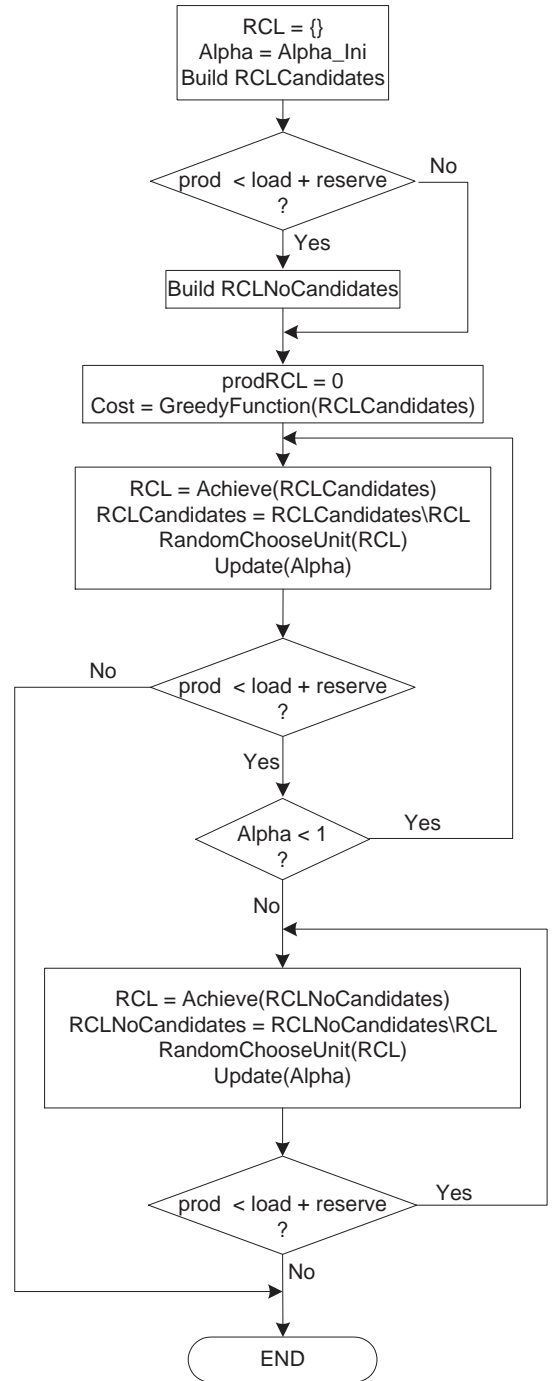 RCL = {}
Alpha = Alpha_Ini
Build RCLCandidates
prod < load + reserve
?
No
Yes
Build RCLNoCandidates
prodRCL = 0
Cost = GreedyFunction(RCLCandidates)
RCL = Achieve(RCLCandidates)
RCLCandidates = RCLCandidates\RCL
RandomChooseUnit(RCL)
Update(Alpha)
No
prod < load + reserve
?
Yes
Alpha < 1
?
Yes
No
RCL = Achieve(RCLNoCandidates)
RCLNoCandidates = RCLNoCandidates\RCL
RandomChooseUnit(RCL)
Update(Alpha)
prod < load + reserve
?
Yes
No
END